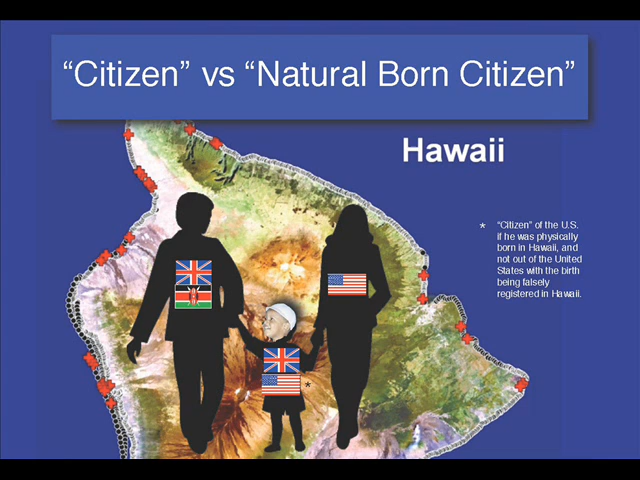 “Citizen” vs “Natural Born Citizen”
Hawaii
* “Citizen” of the U.S.
if he was physically
born in Hawaii, and
not out of the United
States with the birth
being falsely
registered in Hawaii.
*